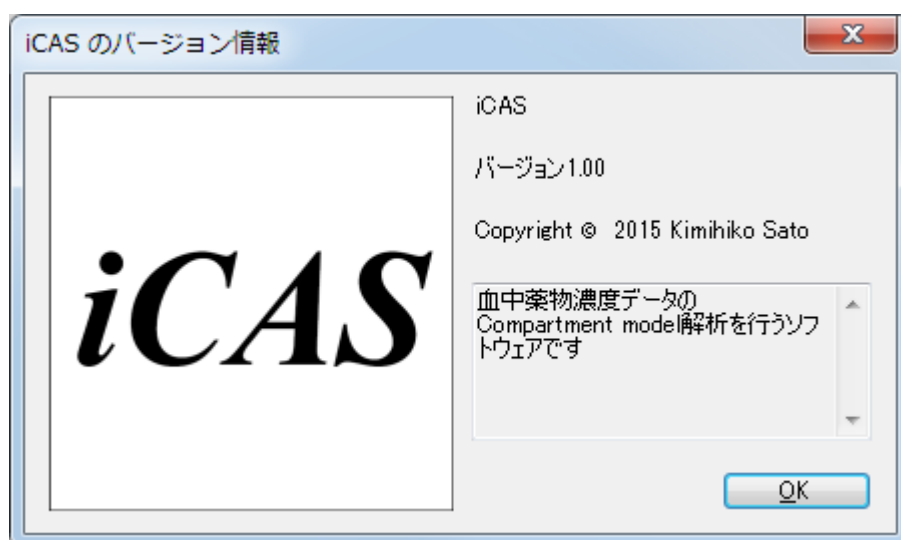 iCAS のバージョン情報
iCAS
iCAS
バージョン1.00
Copyright © 2015 Kimihiko Sato
血中薬物濃度データの
Compartment model解析を行うソフ
トウェアです
OK